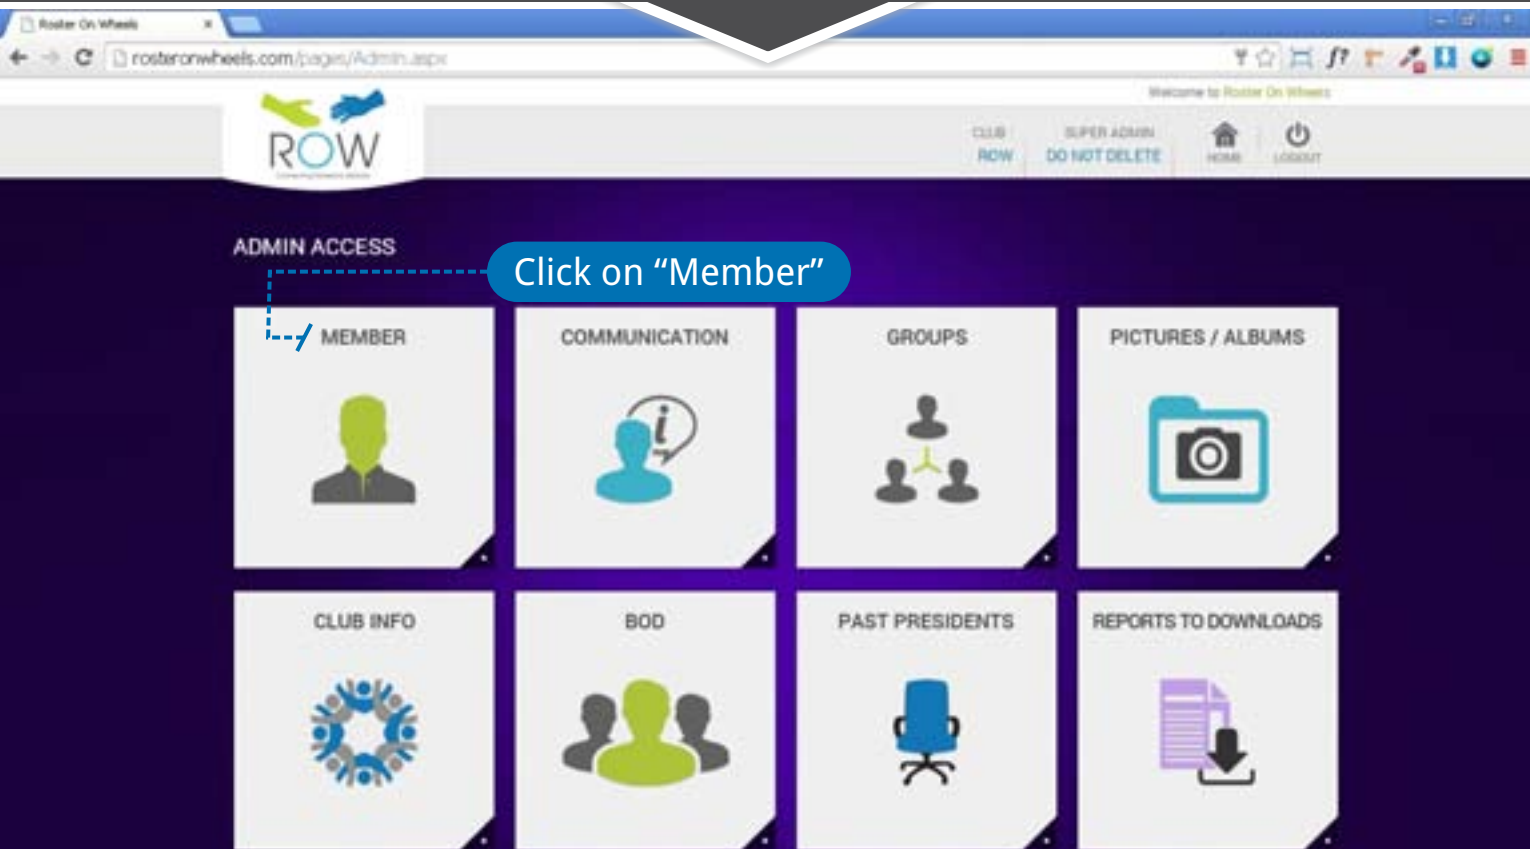 Roster On Wheels
rosteronwheels.com/pages/Admin.aspx
Welcome to Roster On Wheels
ROW
CLUB
ROW
SUPER ADMIN
DO NOT DELETE
HOME
LOGOUT
ADMIN ACCESS
Click on “Member”
MEMBER
COMMUNICATION
GROUPS
PICTURES / ALBUMS
CLUB INFO
BOD
PAST PRESIDENTS
REPORTS TO DOWNLOADS